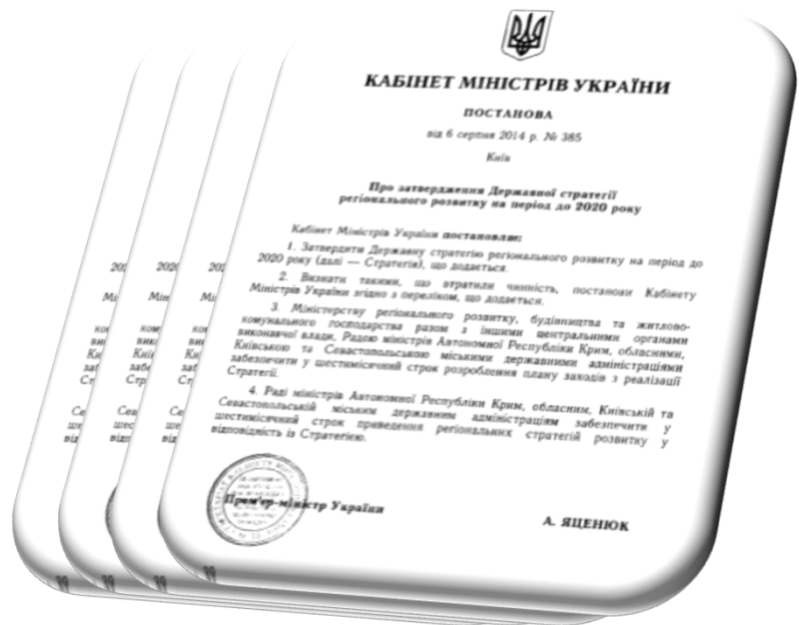 КАБІНЕТ МІНІСТРІВ УКРАЇНИ
ПОСТАНОВА
від 6 серпня 2014 р. № 385
Київ
Про затвердження Державної стратегії
регіонального розвитку на період до 2020 року
Кабінет Міністрів України постановляє:
1. Затвердити Державну стратегію регіонального розвитку на період до
2020 року (далі — Стратегія), що додається.
2. Визнати такими, що втратили чинність, постанови Кабінету
Міністрів України згідно з переліком, що додається.
3. Міністерству регіонального розвитку, будівництва та житлово-
комунального господарства разом з іншими центральними органами
виконавчої влади, Радою міністрів Автономної Республіки Крим, обласними,
Київською та Севастопольською міськими державними адміністраціями
забезпечити у шестимісячний строк розроблення плану заходів з реалізації
Стратегії.
4. Раді міністрів Автономної Республіки Крим, обласним, Київській та
Севастопольській міським державним адміністраціям забезпечити у
шестимісячний строк приведення регіональних стратегій розвитку у
відповідність із Стратегією.
Прем'єр-міністр України
А. ЯЦЕНЮК